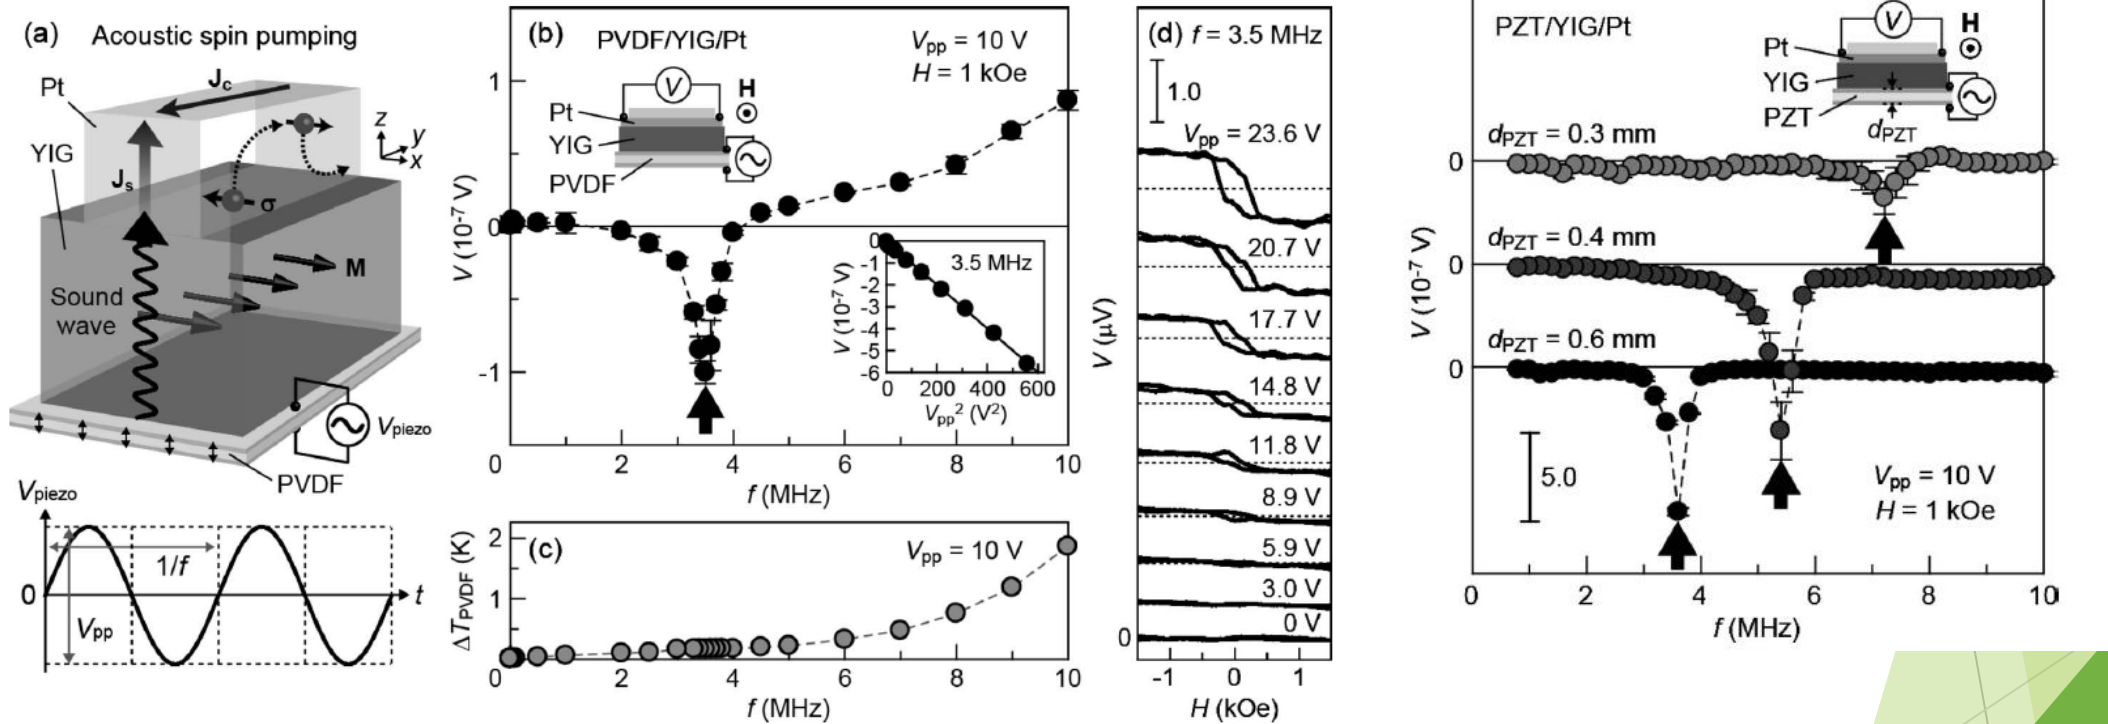 (a) Acoustic spin pumping
Pt
Jc
z
y
x
YIG
Js
σ
M
Sound
wave
Vpiezo
PVDF
Vpiezo
1/f
0
t
Vpp
(b) PVDF/YIG/Pt
Vpp = 10 V
H = 1 kOe
V
H
Pt
YIG
PVDF
1
0
-1
V (10-7 V)
0 2 4 6 8 10
f (MHz)
0
-1
-2
-3
-4
-5
-6
V (10-7 V)
3.5 MHz
0 200 400 600
Vpp2 (V2)
(c)
Vpp = 10 V
2
1
0
ΔTPVDF (K)
0 2 4 6 8 10
f (MHz)
(d) f = 3.5 MHz
1.0
Vpp = 23.6 V
20.7 V
17.7 V
14.8 V
11.8 V
8.9 V
5.9 V
3.0 V
0 V
0
V (μV)
-1 0 1
H (kOe)
PZT/YIG/Pt
V
H
Pt
YIG
PZT
dPZT
dPZT = 0.3 mm
0
dPZT = 0.4 mm
0
dPZT = 0.6 mm
0
V (10-7 V)
5.0
Vpp = 10 V
H = 1 kOe
0 2 4 6 8 10
f (MHz)